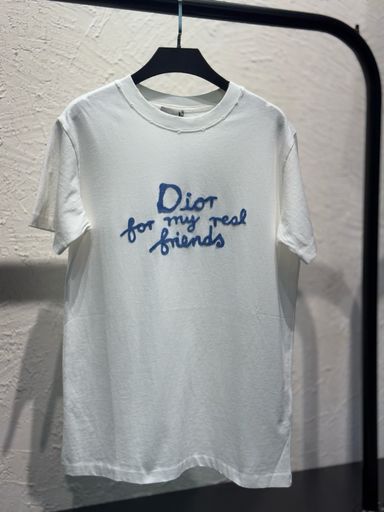 Dior
for my real
friends